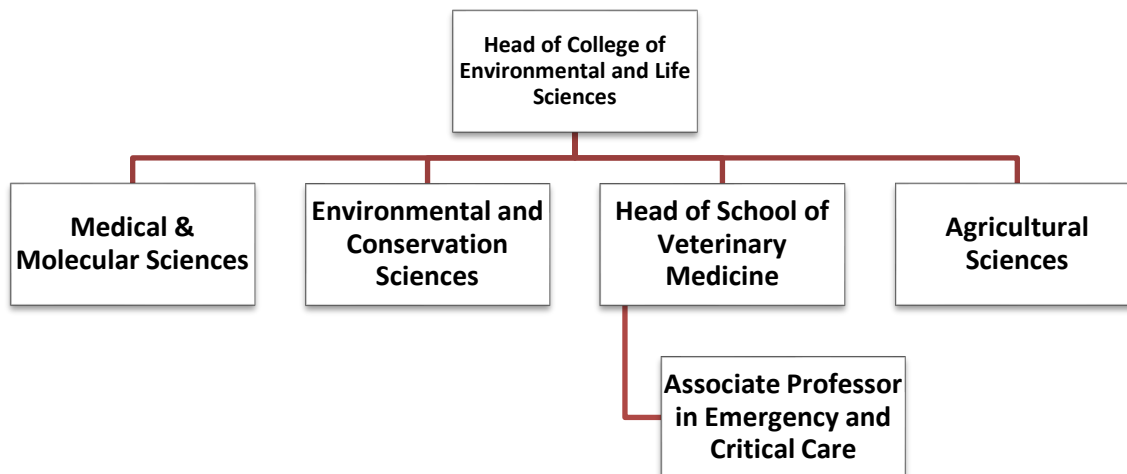 Head of College of
Environmental and Life
Sciences
Medical &
Molecular Sciences
Environmental and
Conservation
Sciences
Head of School of
Veterinary
Medicine
Agricultural
Sciences
Associate Professor
in Emergency and
Critical Care